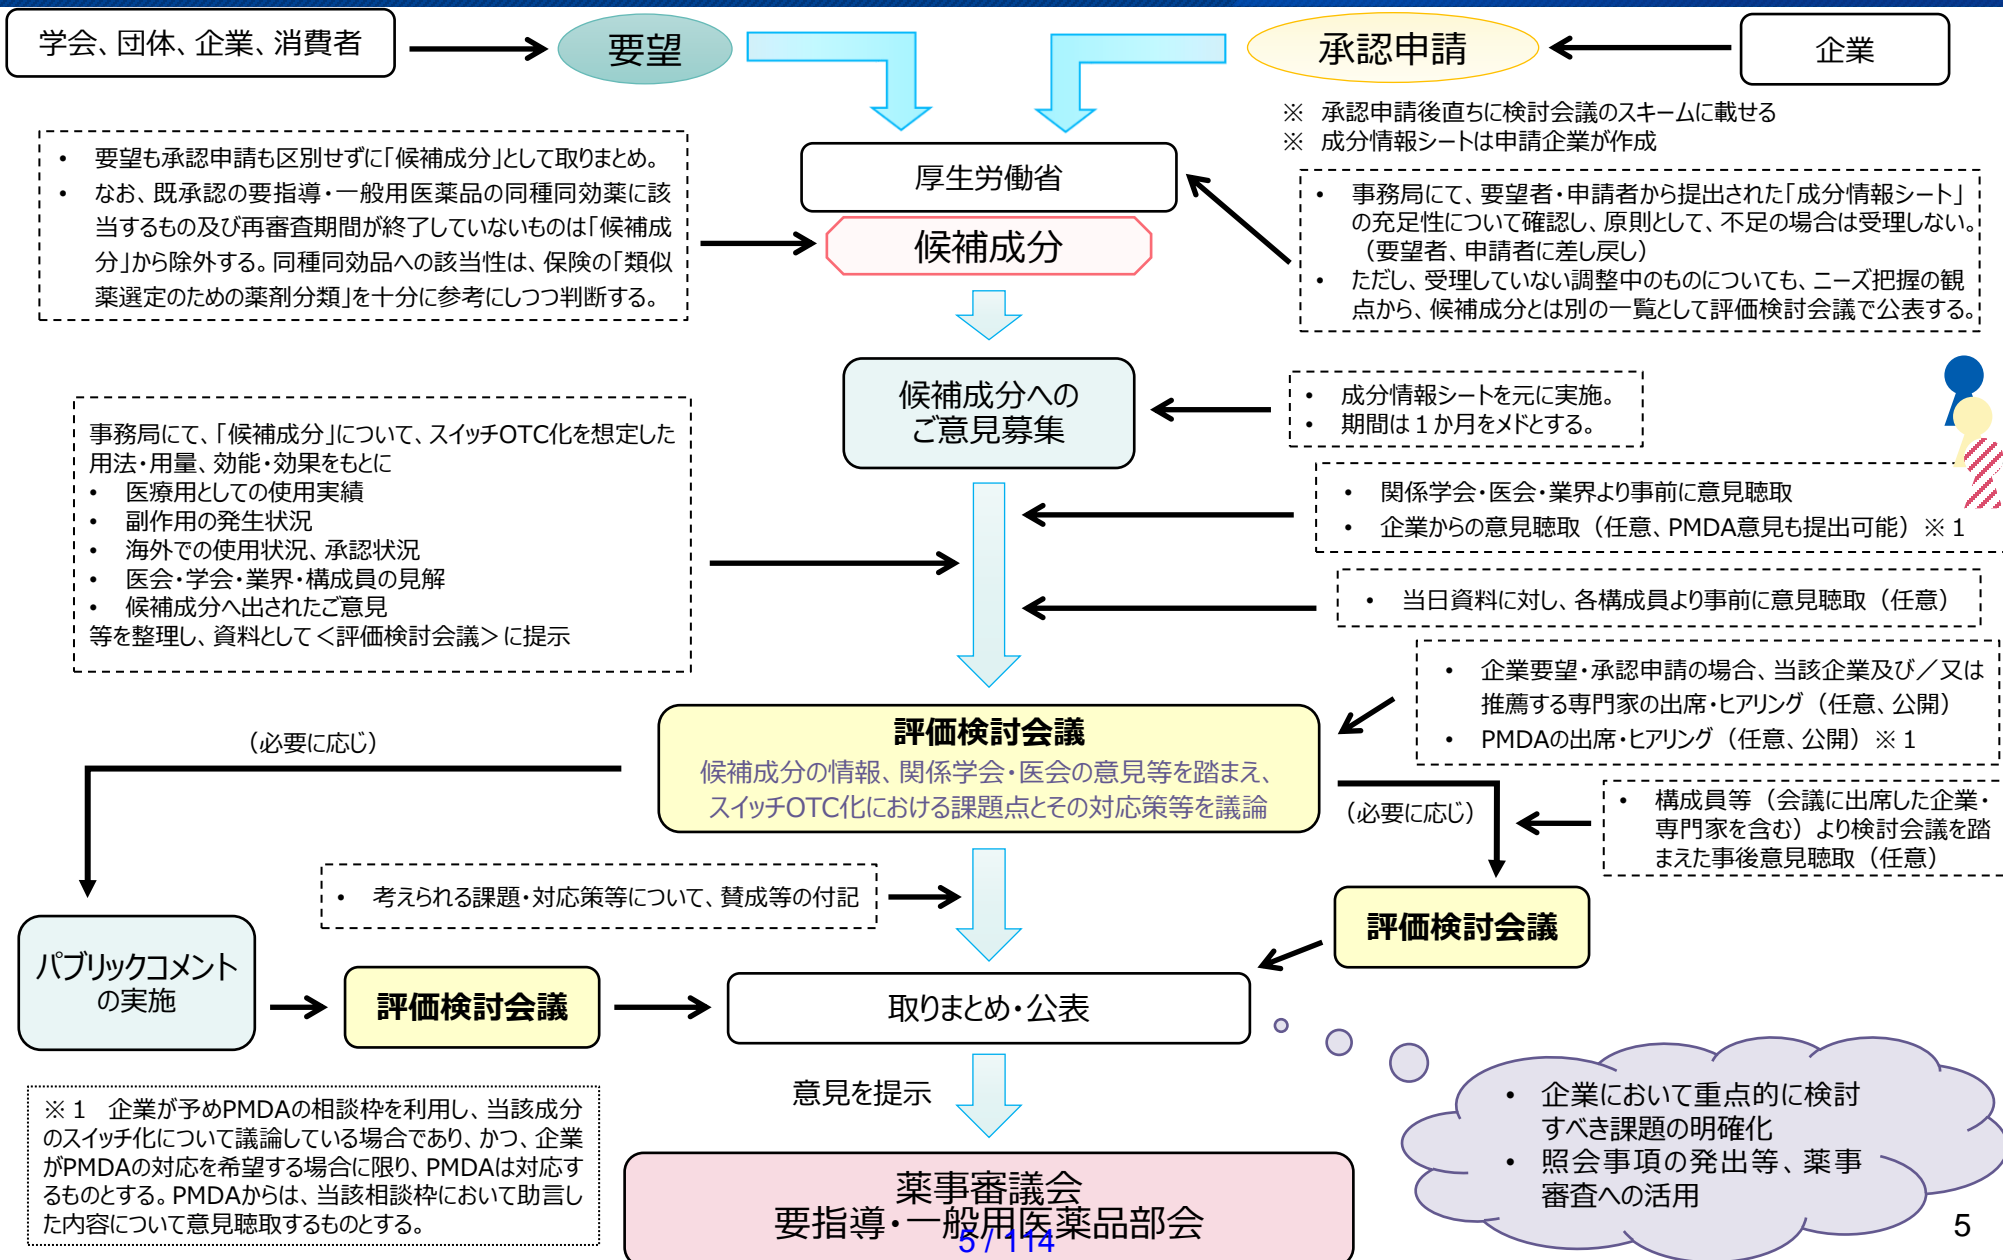 学会、団体、企業、消費者
要望
承認申請
企業
※　承認申請後直ちに検討会議のスキームに載せる
※　成分情報シートは申請企業が作成
• 要望も承認申請も区別せずに「候補成分」として取りまとめ。
• なお、既承認の要指導・一般用医薬品の同種同効薬に該
当するもの及び再審査期間が終了していないものは「候補成
分」から除外する。同種同効品への該当性は、保険の「類似
薬選定のための薬剤分類」を十分に参考にしつつ判断する。
厚生労働省
候補成分
• 事務局にて、要望者・申請者から提出された「成分情報シート」
の充足性について確認し、原則として、不足の場合は受理しない。
（要望者、申請者に差し戻し）
• ただし、受理していない調整中のものについても、ニーズ把握の観
点から、候補成分とは別の一覧として評価検討会議で公表する。
候補成分への
ご意見募集
• 成分情報シートを元に実施。
• 期間は１か月をメドとする。
事務局にて、「候補成分」について、スイッチOTC化を想定した
用法・用量、効能・効果をもとに
• 医療用としての使用実績
• 副作用の発生状況
• 海外での使用状況、承認状況
• 医会・学会・業界・構成員の見解
• 候補成分へ出されたご意見
等を整理し、資料として＜評価検討会議＞に提示
• 関係学会・医会・業界より事前に意見聴取
• 企業からの意見聴取（任意、PMDA意見も提出可能）※１
• 当日資料に対し、各構成員より事前に意見聴取（任意）
• 企業要望・承認申請の場合、当該企業及び／又は
推薦する専門家の出席・ヒアリング（任意、公開）
• PMDAの出席・ヒアリング（任意、公開）※１
評価検討会議
候補成分の情報、関係学会・医会の意見等を踏まえ、
スイッチOTC化における課題点とその対応策等を議論
（必要に応じ）
（必要に応じ）
• 構成員等（会議に出席した企業・
専門家を含む）より検討会議を踏
まえた事後意見聴取（任意）
• 考えられる課題・対応策等について、賛成等の付記
評価検討会議
パブリックコメント
の実施
評価検討会議
取りまとめ・公表
意見を提示
※１　企業が予めPMDAの相談枠を利用し、当該成分
のスイッチ化について議論している場合であり、かつ、企業
がPMDAの対応を希望する場合に限り、PMDAは対応す
るものとする。PMDAからは、当該相談枠において助言し
た内容について意見聴取するものとする。
• 企業において重点的に検討
すべき課題の明確化
• 照会事項の発出等、薬事
審査への活用
薬事審議会
要指導・一般用医薬品部会
5 / 114
5